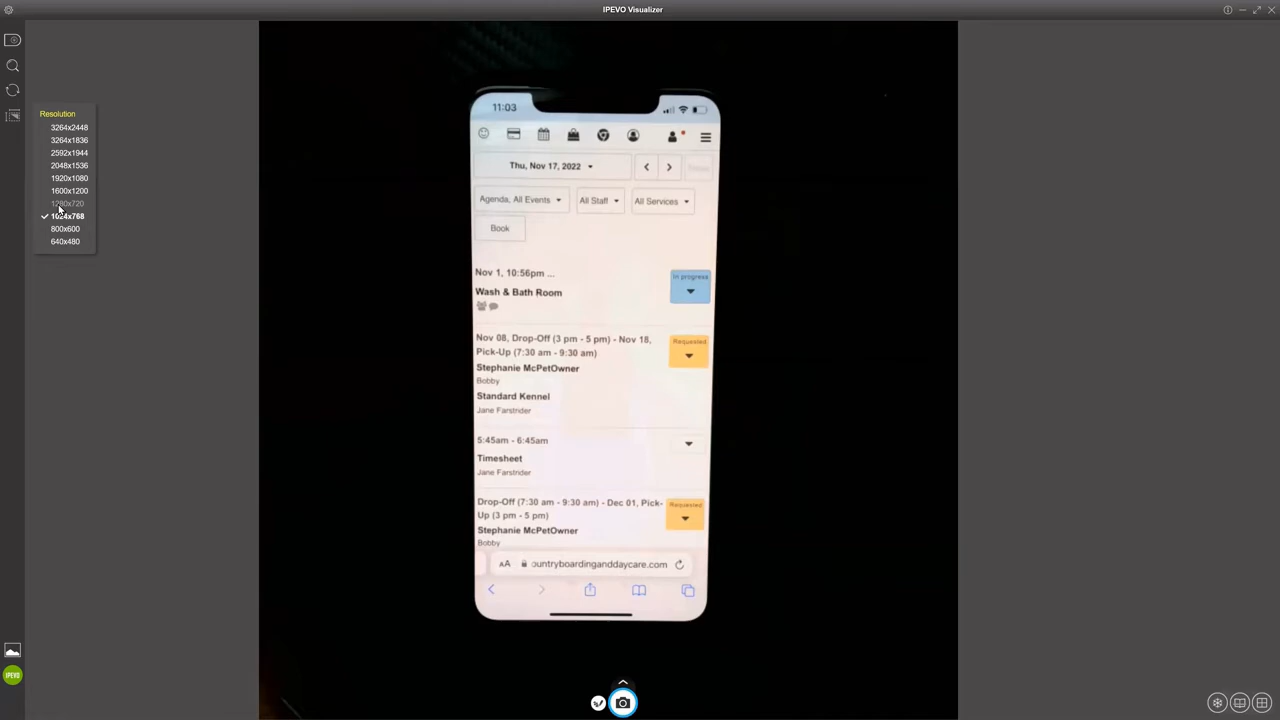 IPEVO Visualizer
Resolution
3264x2448
3264x1836
2592x1944
2048x1536
1920x1080
1600x1200
1280x720
1024x768
800x600
640x480
IPEVO
11:03
Thu, Nov 17, 2022
Agenda, All Events
All Staff
All Services
Book
Nov 1, 10:56pm ...
In progress
Wash & Bath Room
Nov 08, Drop-Off (3 pm - 5 pm) - Nov 18,
Requested
Pick-Up (7:30 am - 9:30 am)
Stephanie McPetOwner
Bobby
Standard Kennel
Jane Farstrider
5:45am - 6:45am
Timesheet
Jane Farstrider
Drop-Off (7:30 am - 9:30 am) - Dec 01, Pick-
Requested
Up (3 pm - 5 pm)
Stephanie McPetOwner
Bobby
AA
ountryboardinganddaycare.com